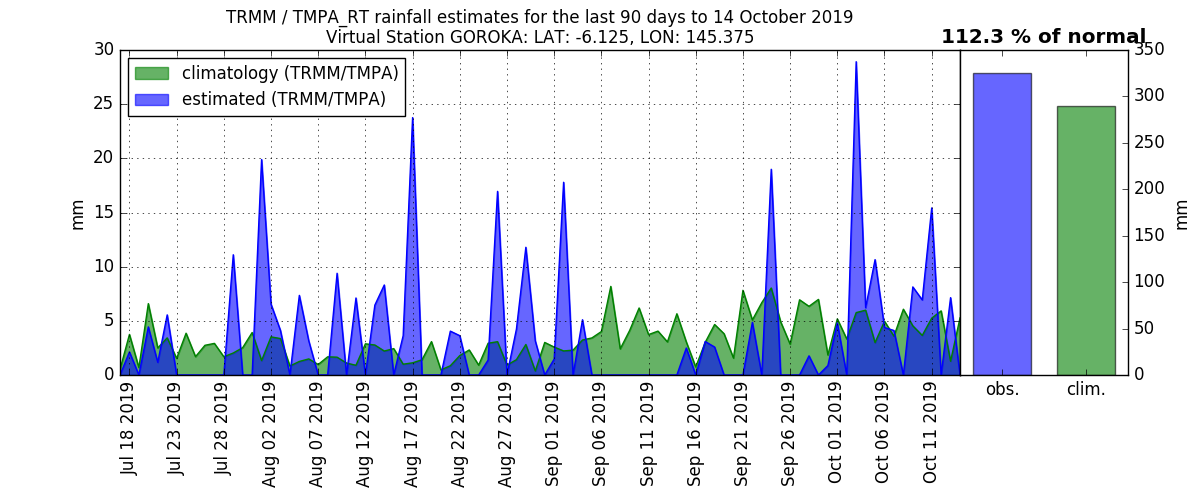 TRMM / TMPA_RT rainfall estimates for the last 90 days to 14 October 2019
Virtual Station GOROKA: LAT: -6.125, LON: 145.375
112.3 % of normal
climatology (TRMM/TMPA)
estimated (TRMM/TMPA)
30
25
20
15
10
5
0
mm
350
300
250
200
150
100
50
0
mm
Jul 18 2019
Jul 23 2019
Jul 28 2019
Aug 02 2019
Aug 07 2019
Aug 12 2019
Aug 17 2019
Aug 22 2019
Aug 27 2019
Sep 01 2019
Sep 06 2019
Sep 11 2019
Sep 16 2019
Sep 21 2019
Sep 26 2019
Oct 01 2019
Oct 06 2019
Oct 11 2019
obs.
clim.